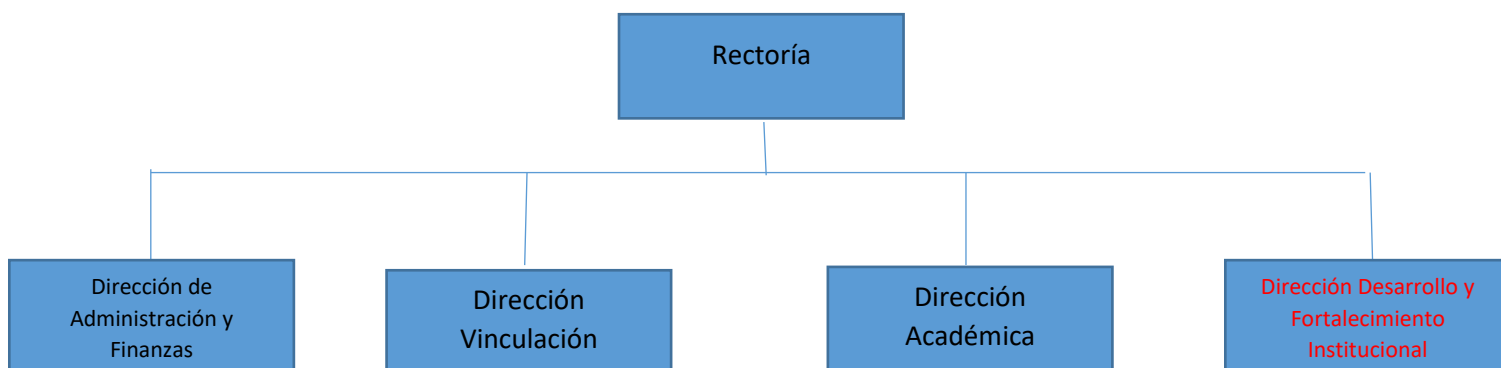 Rectoría
Dirección de
Administración y
Finanzas
Dirección
Vinculación
Dirección
Académica
Dirección Desarrollo y
Fortalecimiento
Institucional